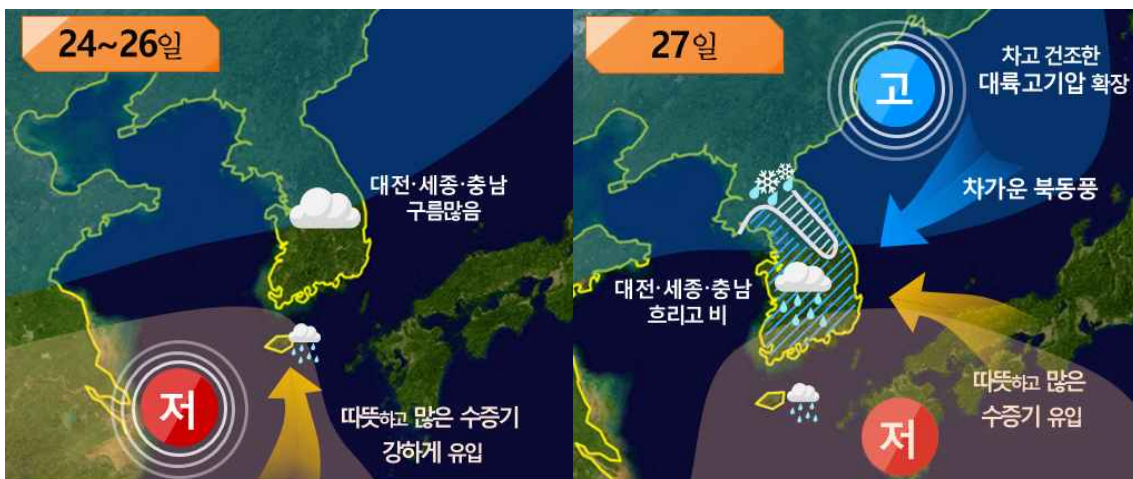 24~26일
대전·세종·충남
구름많음
저
따뜻하고 많은 수증기
강하게 유입
27일
고
차고 건조한
대륙고기압 확장
차가운 북동풍
대전·세종·충남
흐리고 비
따뜻하고 많은
수증기 유입
저